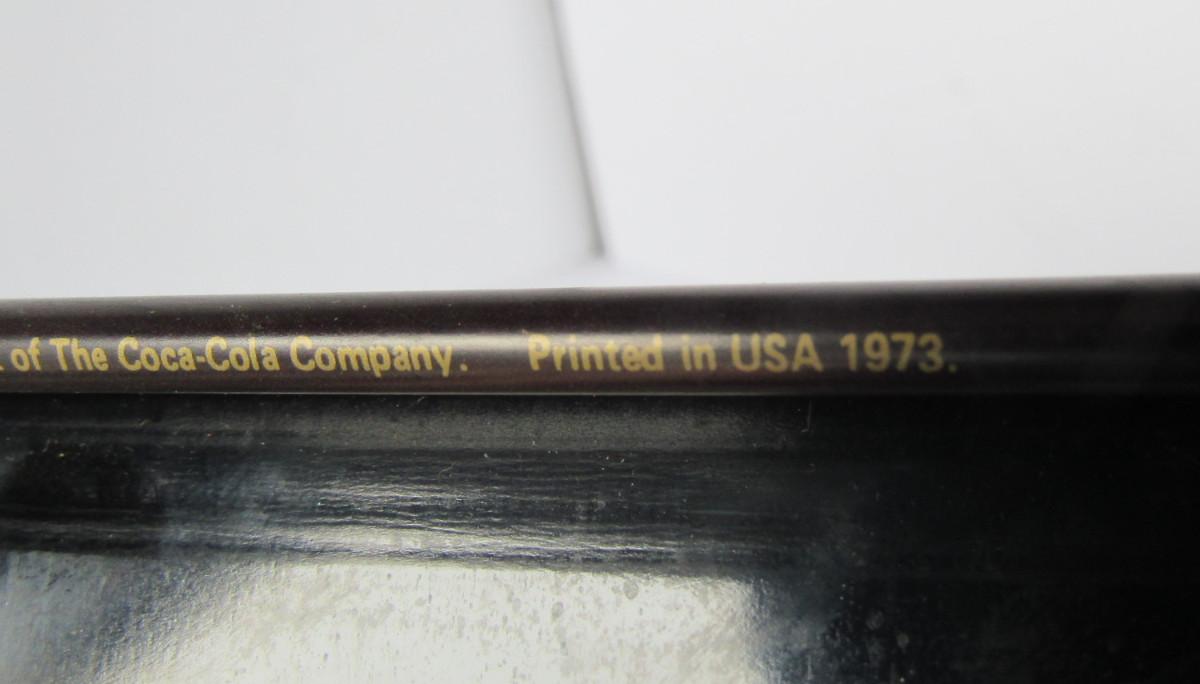 . of The Coca-Cola Company. Printed in USA 1973.